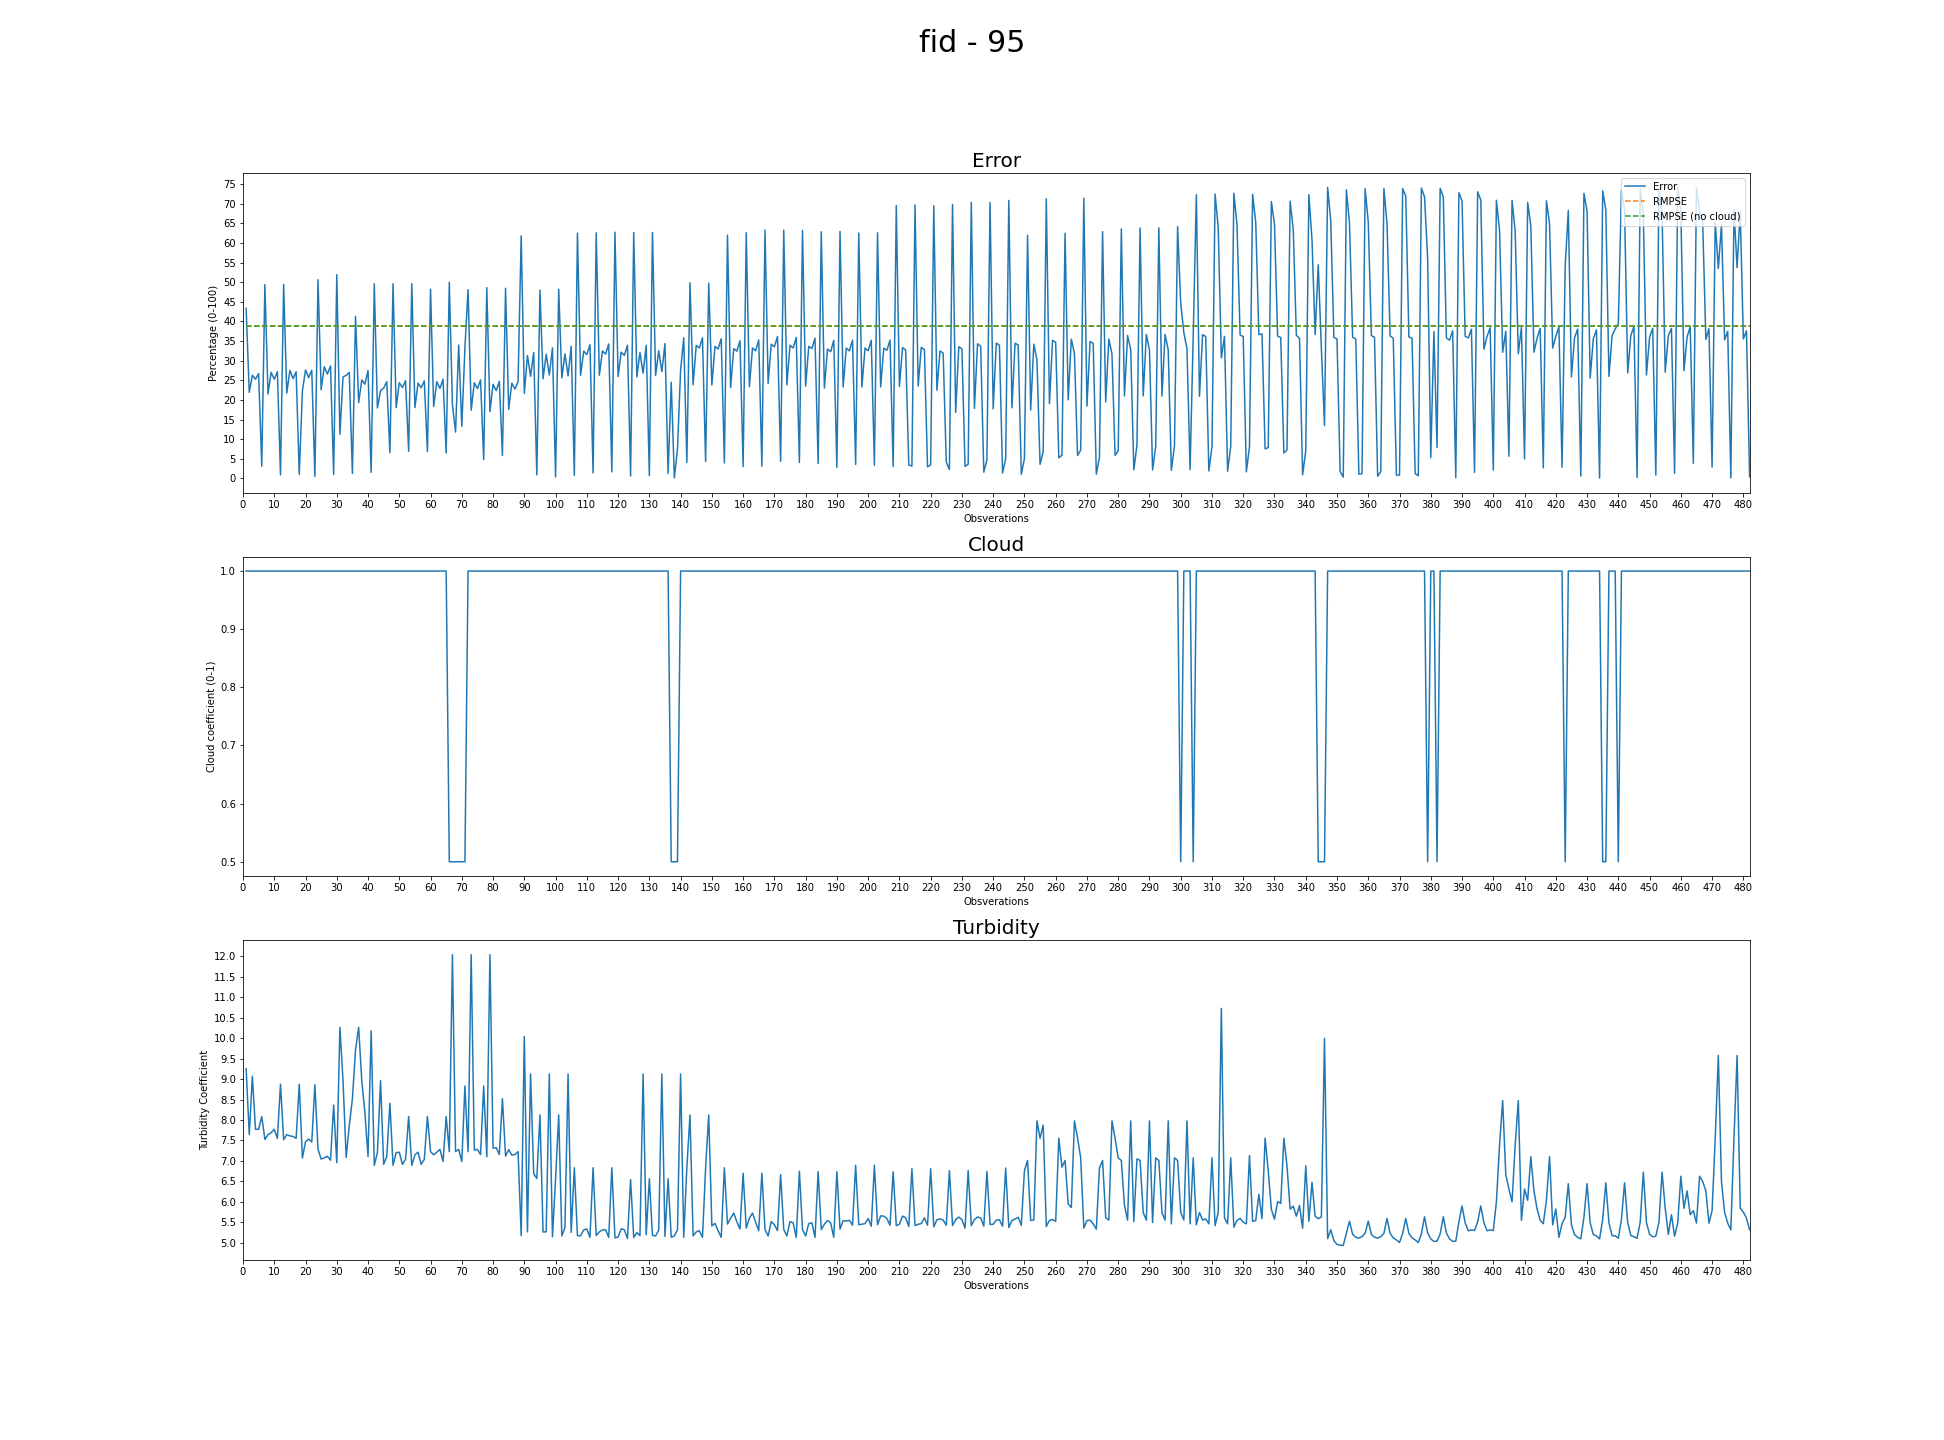 fid - 95
Error
75
70
65
60
55
50
45
40
35
30
25
20
15
10
5
0
Percentage (0-100)
Error
RMPSE
RMPSE (no cloud)
0 10 20 30 40 50 60 70 80 90 100 110 120 130 140 150 160 170 180 190 200 210 220 230 240 250 260 270 280 290 300 310 320 330 340 350 360 370 380 390 400 410 420 430 440 450 460 470 480
Obsverations
Cloud
1.0
0.9
0.8
0.7
0.6
0.5
Cloud coefficient (0-1)
0 10 20 30 40 50 60 70 80 90 100 110 120 130 140 150 160 170 180 190 200 210 220 230 240 250 260 270 280 290 300 310 320 330 340 350 360 370 380 390 400 410 420 430 440 450 460 470 480
Obsverations
Turbidity
12.0
11.5
11.0
10.5
10.0
9.5
9.0
8.5
8.0
7.5
7.0
6.5
6.0
5.5
5.0
Turbidity Coefficient
0 10 20 30 40 50 60 70 80 90 100 110 120 130 140 150 160 170 180 190 200 210 220 230 240 250 260 270 280 290 300 310 320 330 340 350 360 370 380 390 400 410 420 430 440 450 460 470 480
Obsverations